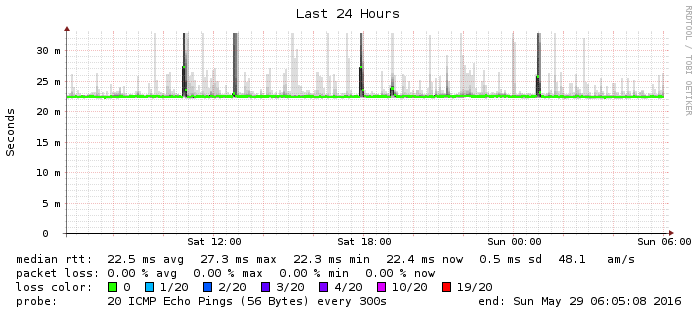 Last 24 Hours
RRDTOOL / TOBI OETIKER
30 m
25 m
20 m
15 m
10 m
5 m
0
Seconds
Sat 12:00 Sat 18:00 Sun 00:00 Sun 06:00
median rtt: 22.5 ms avg 27.3 ms max 22.3 ms min 22.4 ms now 0.5 ms sd 48.1 am/s
packet loss: 0.00 % avg 0.00 % max 0.00 % min 0.00 % now
loss color: 0 1/20 2/20 3/20 4/20 10/20 19/20
probe: 20 ICMP Echo Pings (56 Bytes) every 300s end: Sun May 29 06:05:08 2016